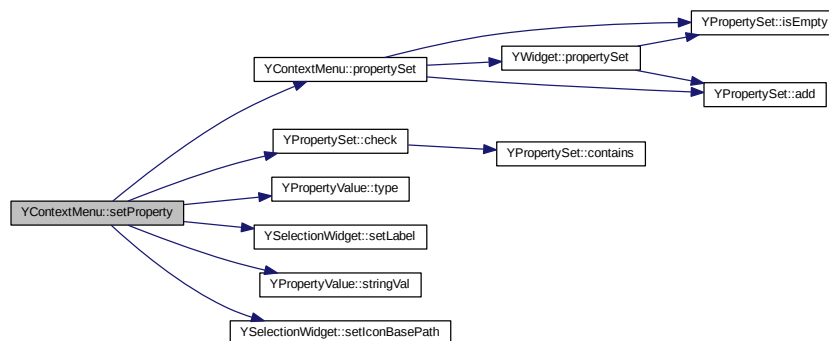 YPropertySet::isEmpty
YWidget::propertySet
YContextMenu::propertySet
YPropertySet::add
YPropertySet::check
YPropertySet::contains
YPropertyValue::type
YContextMenu::setProperty
YSelectionWidget::setLabel
YPropertyValue::stringVal
YSelectionWidget::setIconBasePath